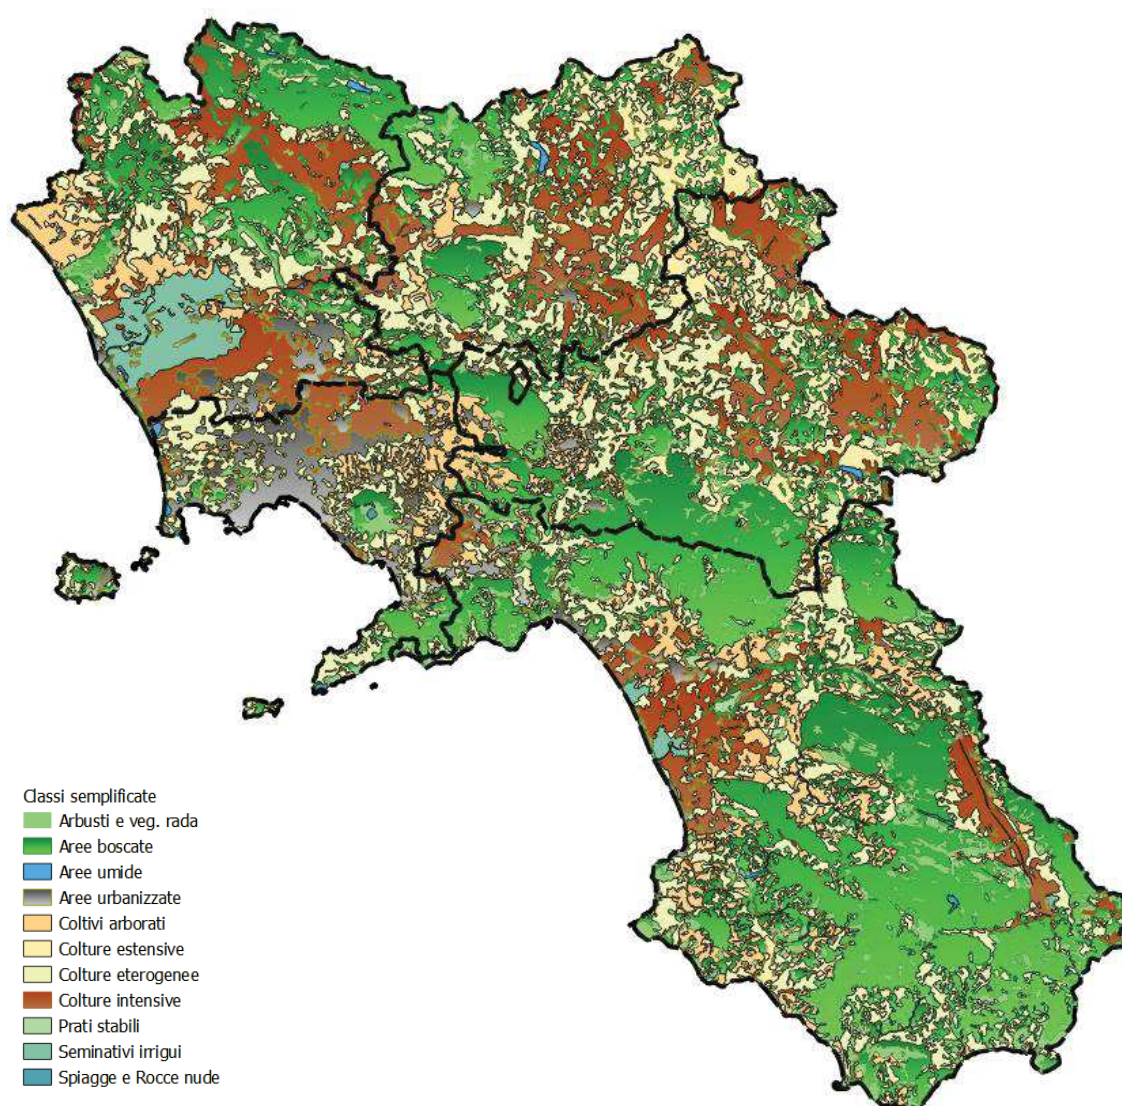 Classi semplificate
Arbusti e veg. rada
Aree boscate
Aree umide
Aree urbanizzate
Coltivi arborati
Colture estensive
Colture eterogenee
Colture intensive
Prati stabili
Seminativi irrigui
Spiagge e Rocce nude